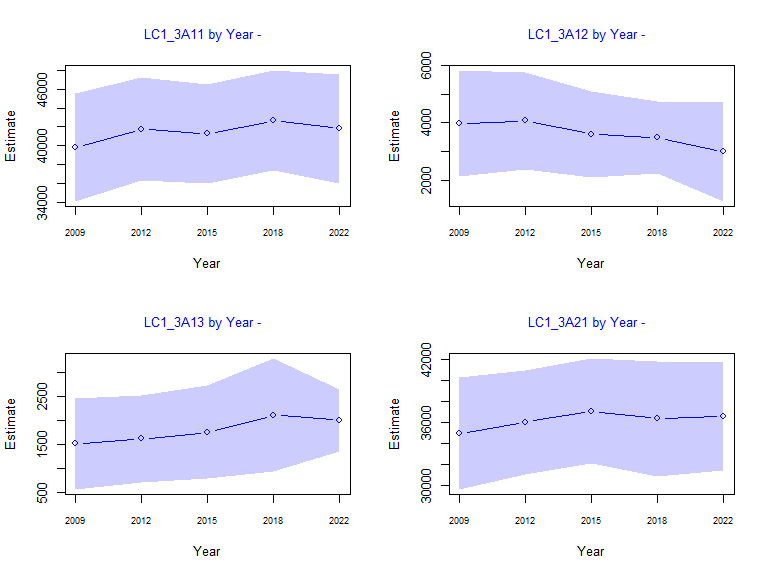 LC1_3A11 by Year -
Estimate
46000
40000
34000
2009 2012 2015 2018 2022
Year
LC1_3A12 by Year -
Estimate
6000
4000
2000
2009 2012 2015 2018 2022
Year
LC1_3A13 by Year -
Estimate
2500
1500
500
2009 2012 2015 2018 2022
Year
LC1_3A21 by Year -
Estimate
42000
36000
30000
2009 2012 2015 2018 2022
Year